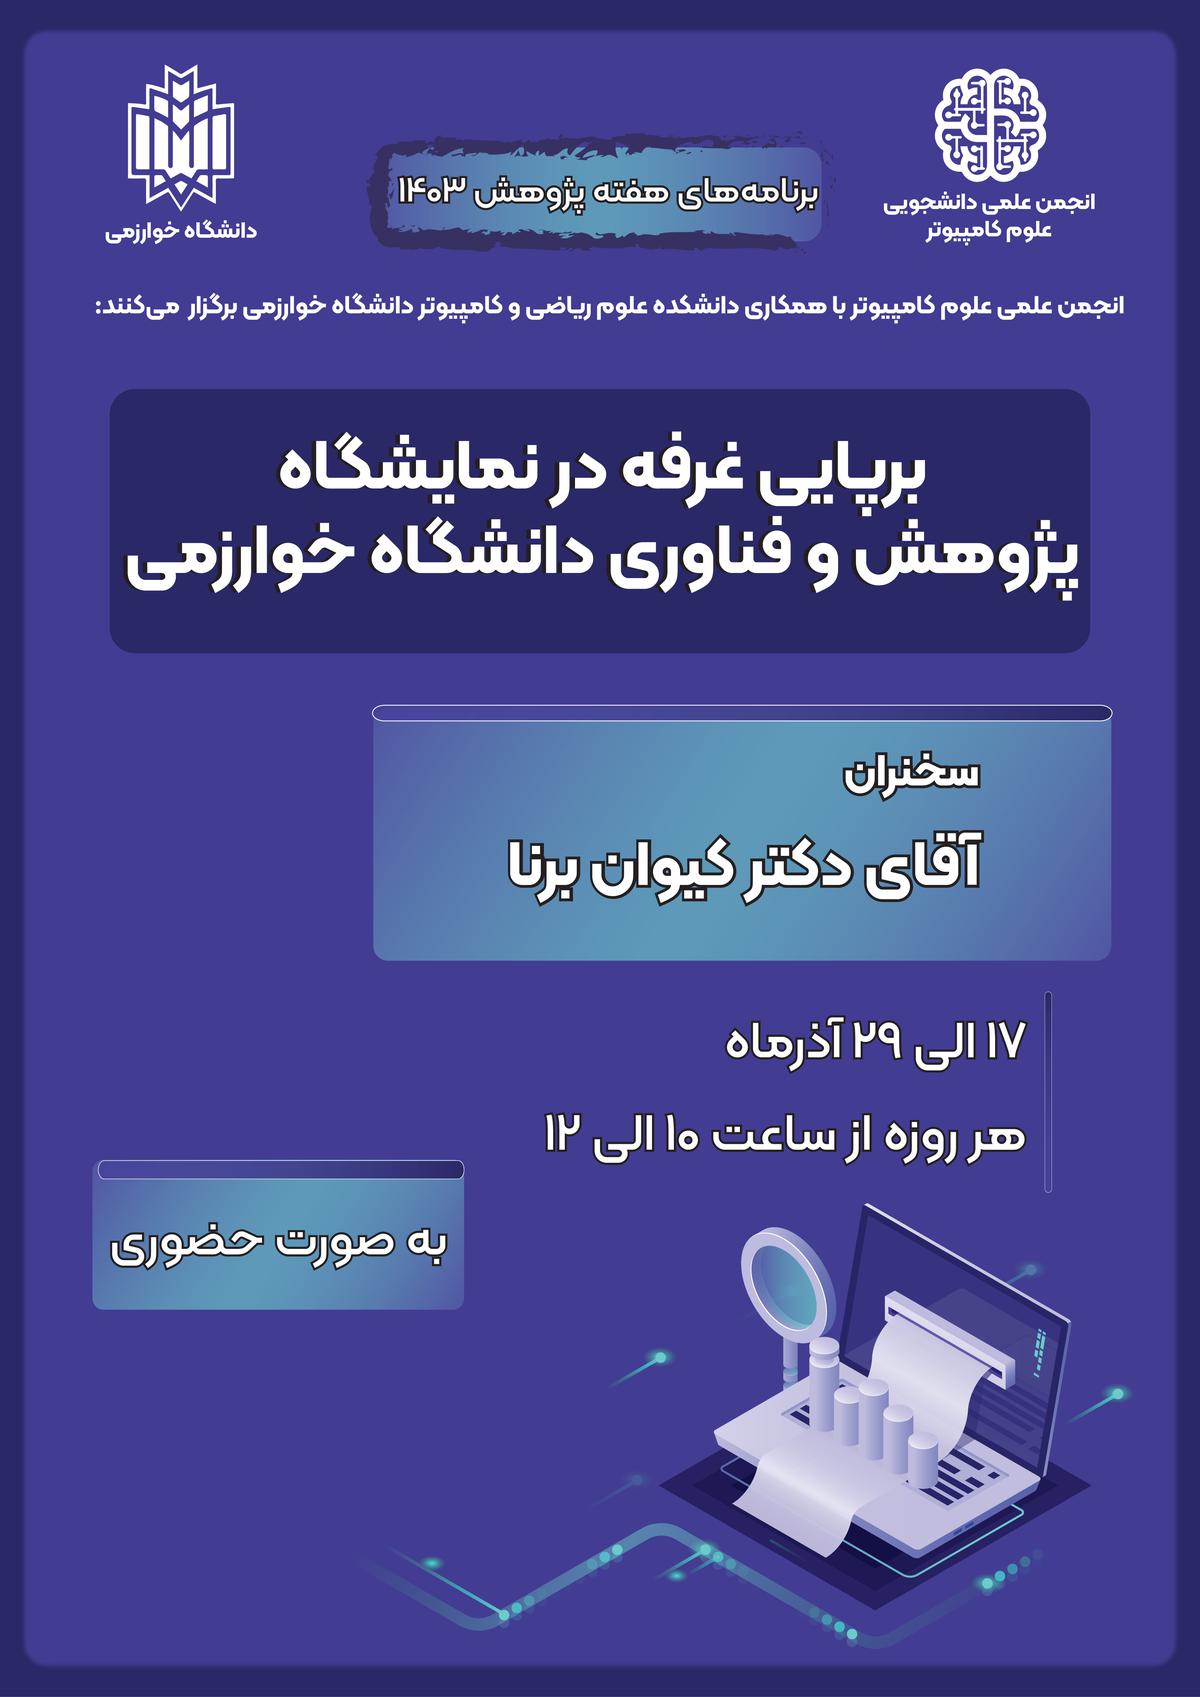 دانشگاه خوارزمی
برنامه‌های هفته پژوهش ۱۴۰۳
انجمن علمی دانشجویی
علوم کامپیوتر
انجمن علمی علوم کامپیوتر با همکاری دانشکده علوم ریاضی و کامپیوتر دانشگاه خوارزمی برگزار می‌کنند:
برپایی غرفه در نمایشگاه
پژوهش و فناوری دانشگاه خوارزمی
سخنران
آقای دکتر کیوان برنا
۱۷ الی ۲۹ آذرماه
هر روزه از ساعت ۱۰ الی ۱۲
به صورت حضوری